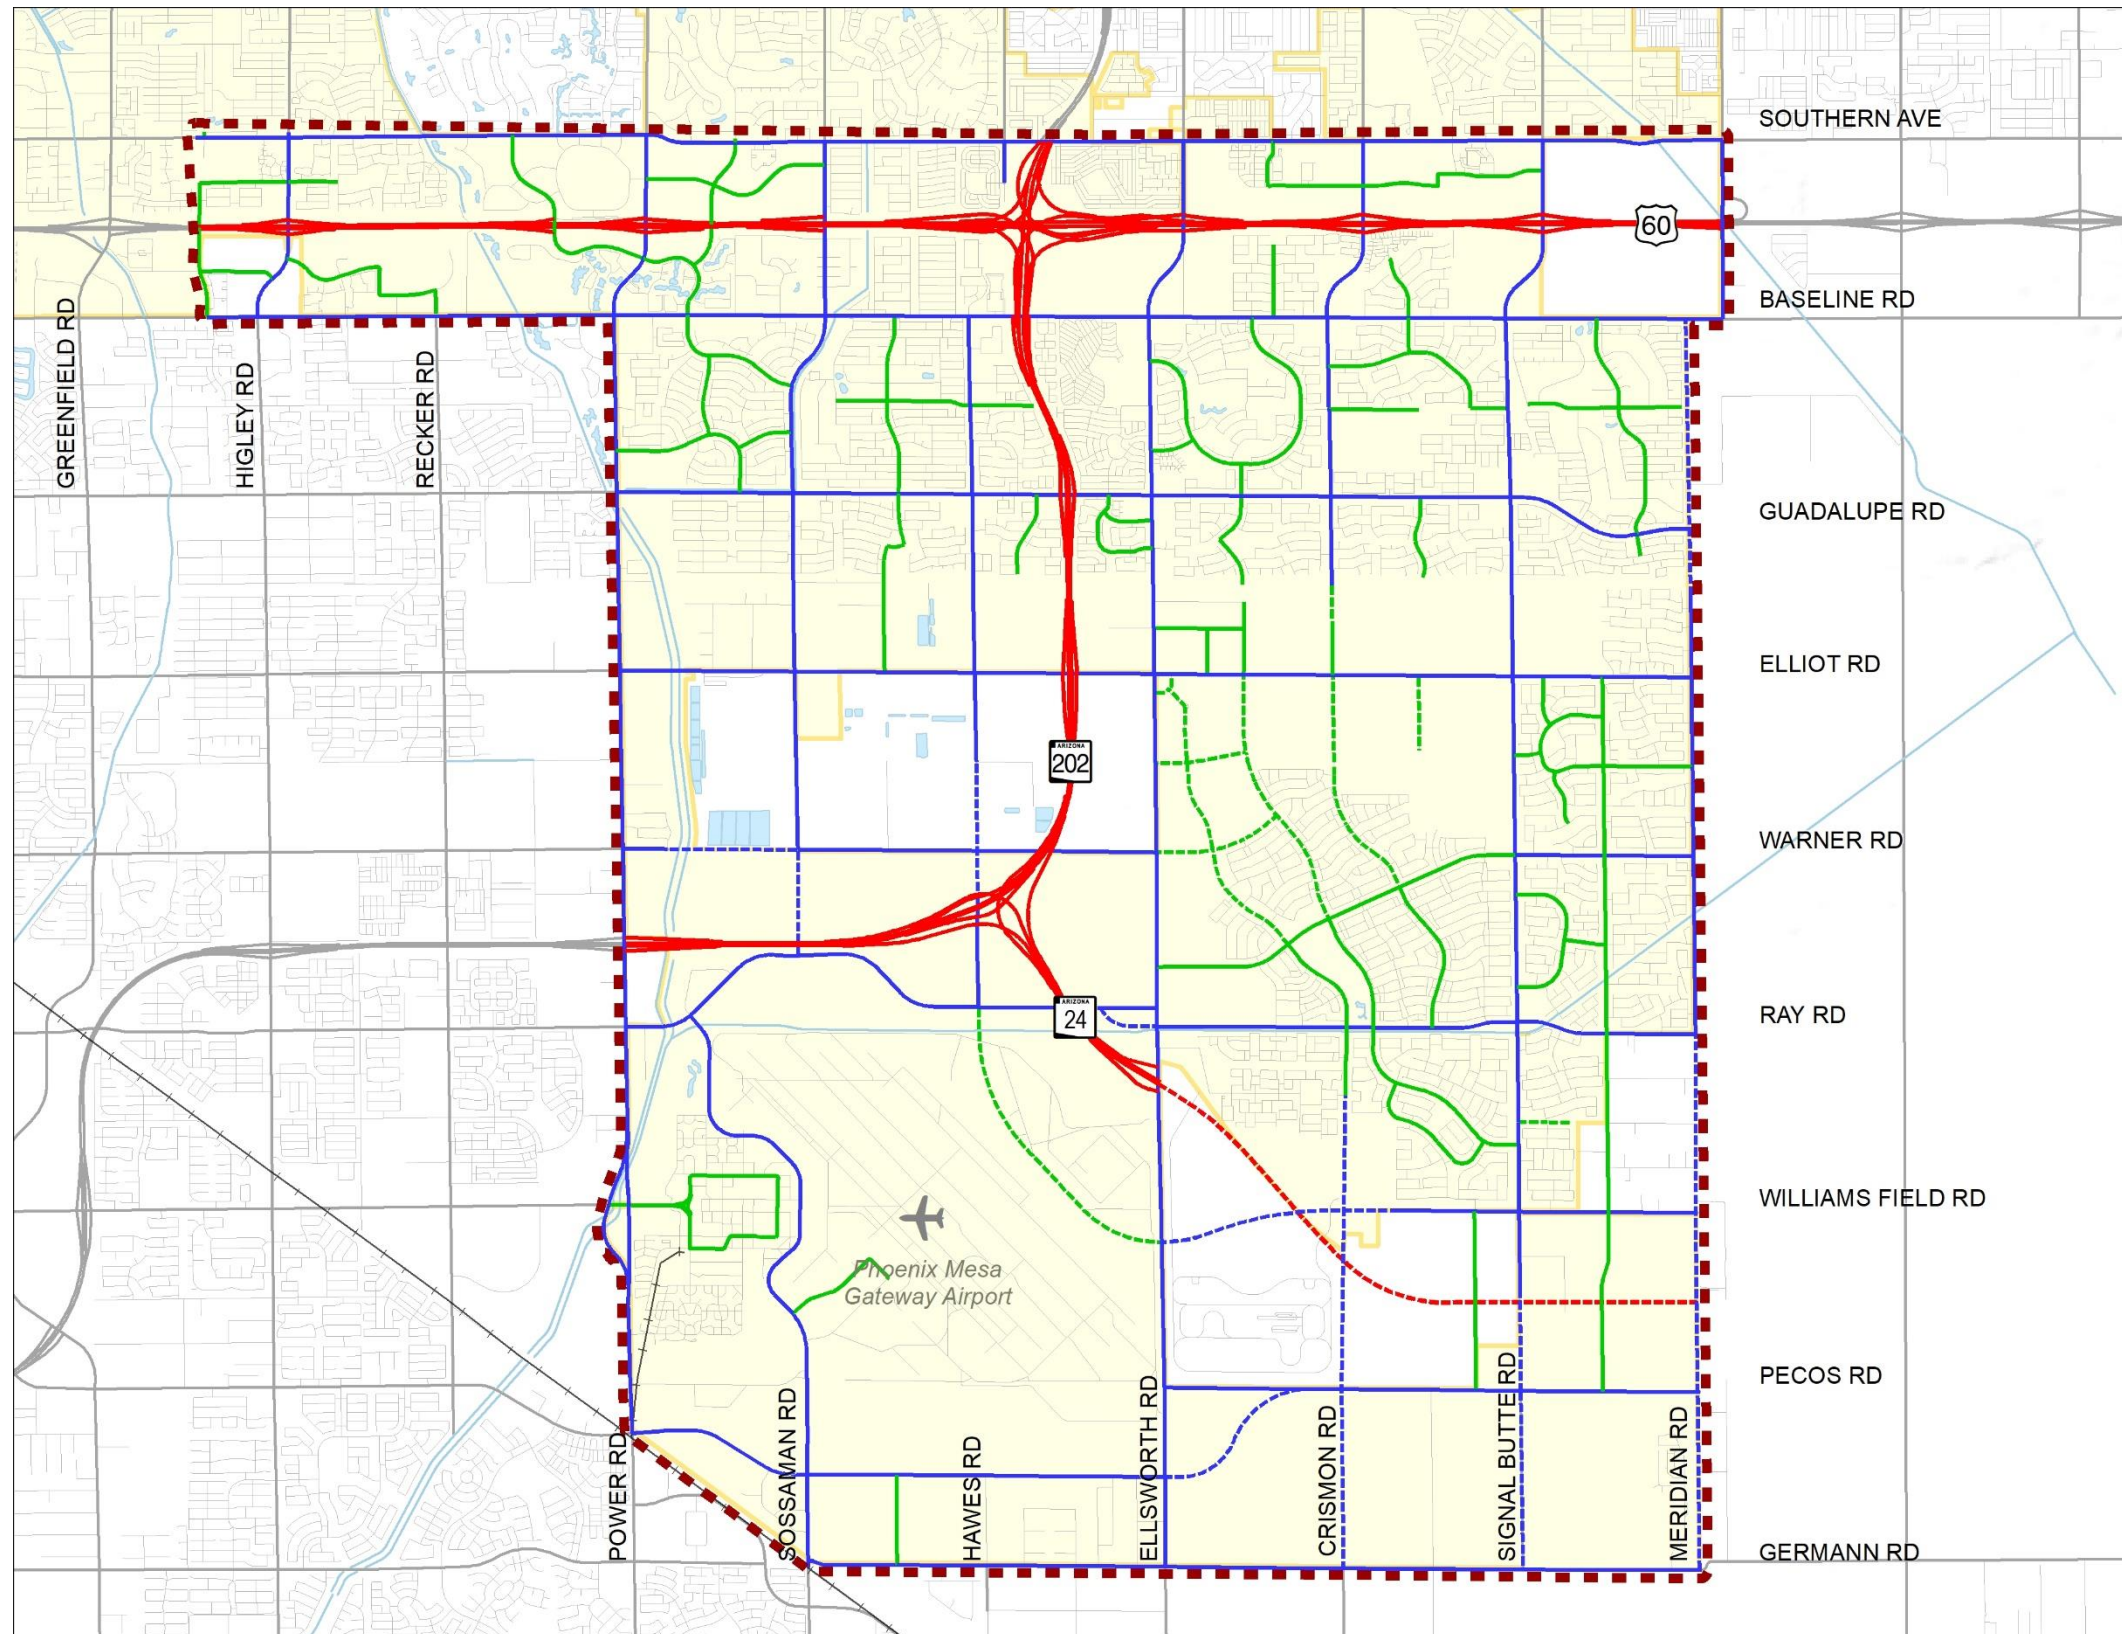 SOUTHERN AVE
60
BASELINE RD
GREENFIELD RD
HIGLEY RD
RECKER RD
GUADALUPE RD
ELLIOT RD
ARIZONA
202
WARNER RD
ARIZONA
24
RAY RD
WILLIAMS FIELD RD
Phoenix Mesa
Gateway Airport
PECOS RD
POWER RD
SOSSAMAN RD
HAWES RD
ELLSWORTH RD
CRISMON RD
SIGNAL BUTTE RD
MERIDIAN RD
GERMANN RD